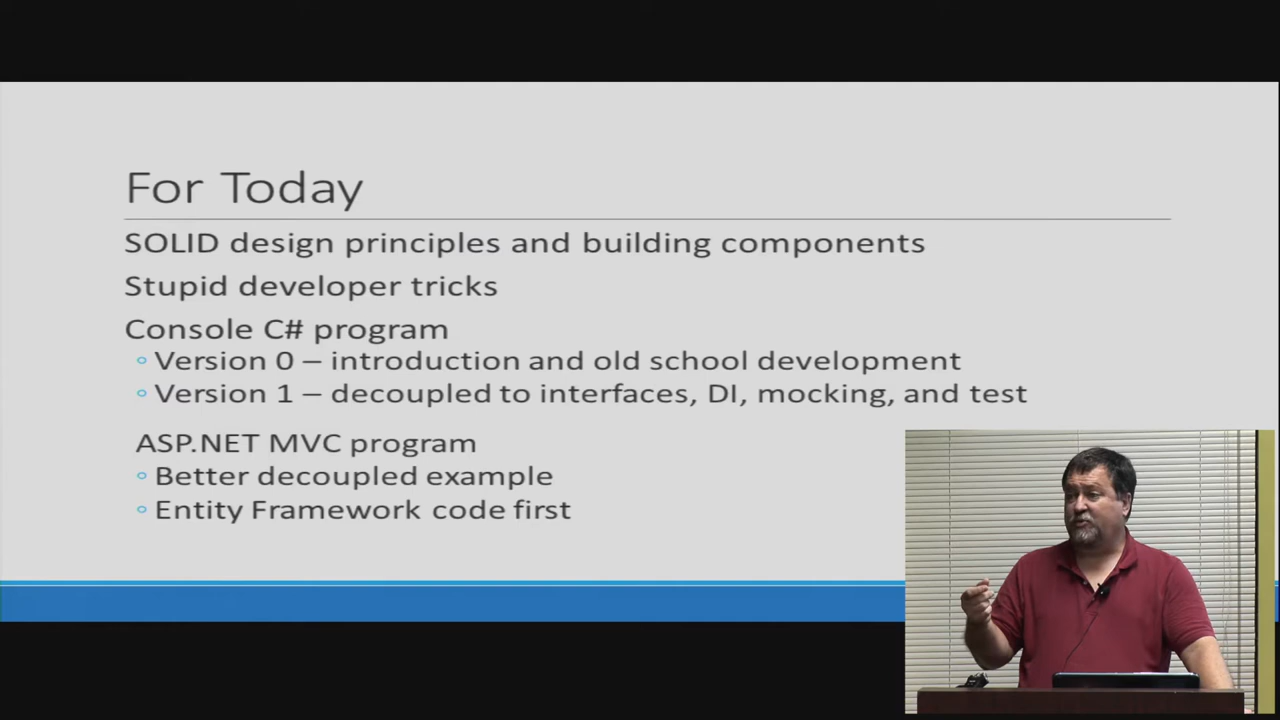 For Today
SOLID design principles and building components
Stupid developer tricks
Console C# program
Version 0 – introduction and old school development
Version 1 – decoupled to interfaces, DI, mocking, and test
ASP.NET MVC program
Better decoupled example
Entity Framework code first